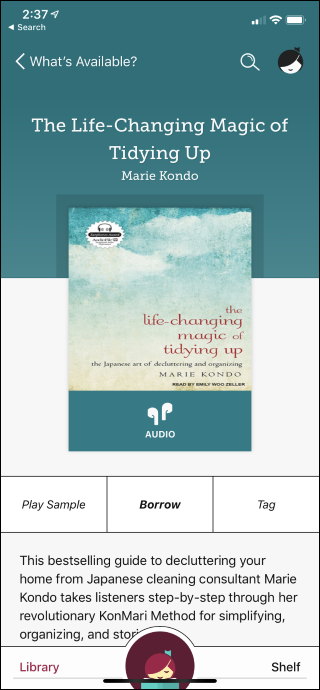 2:37
Search
What's Available?
The Life-Changing Magic of
Tidying Up
Marie Kondo
the
life-changing
magic of
tidying up
the Japanese art of decluttering and organizing
MARIE KONDO
READ BY EMILY WOO ZELLER
AUDIO
Play Sample Borrow Tag
This bestselling guide to decluttering your
home from Japanese cleaning consultant Marie
Kondo takes listeners step-by-step through her
revolutionary KonMari Method for simplifying,
organizing, and
Library Shelf